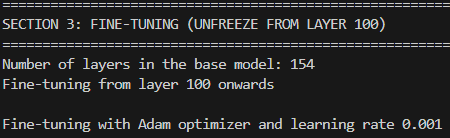 ==========================================================
SECTION 3: FINE-TUNING (UNFREEZE FROM LAYER 100)
==========================================================
Number of layers in the base model: 154
Fine-tuning from layer 100 onwards

Fine-tuning with Adam optimizer and learning rate 0.001